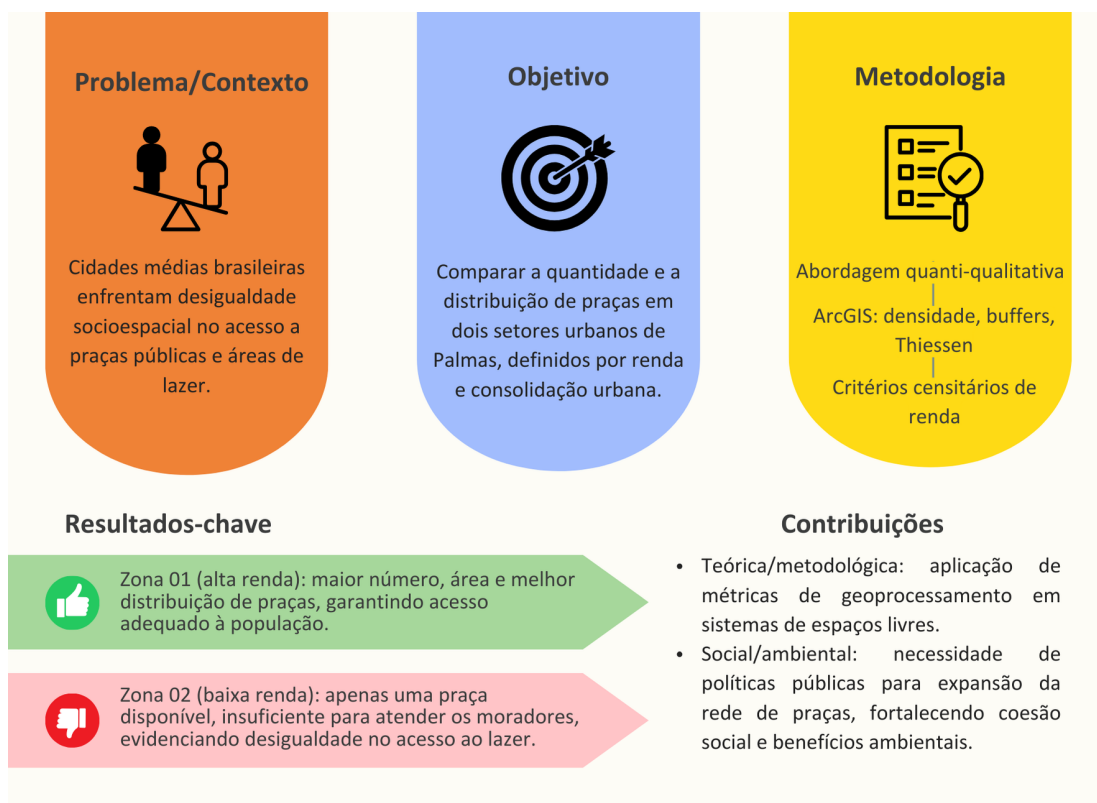 Problema/Contexto
Cidades médias brasileiras
enfrentam desigualdade
socioespacial no acesso a
praças públicas e áreas de
lazer.
Objetivo
Comparar a quantidade e a
distribuição de praças em
dois setores urbanos de
Palmas, definidos por renda
e consolidação urbana.
Metodologia
Abordagem quanti-qualitativa
ArcGIS: densidade, buffers,
Thiessen
Critérios censitários de
renda
Resultados-chave
Zona 01 (alta renda): maior número, área e melhor
distribuição de praças, garantindo acesso
adequado à população.
Zona 02 (baixa renda): apenas uma praça
disponível, insuficiente para atender os moradores,
evidenciando desigualdade no acesso ao lazer.
Contribuições
• Teórica/metodológica: aplicação de
métricas de geoprocessamento em
sistemas de espaços livres.
• Social/ambiental: necessidade de
políticas públicas para expansão da
rede de praças, fortalecendo coesão
social e benefícios ambientais.